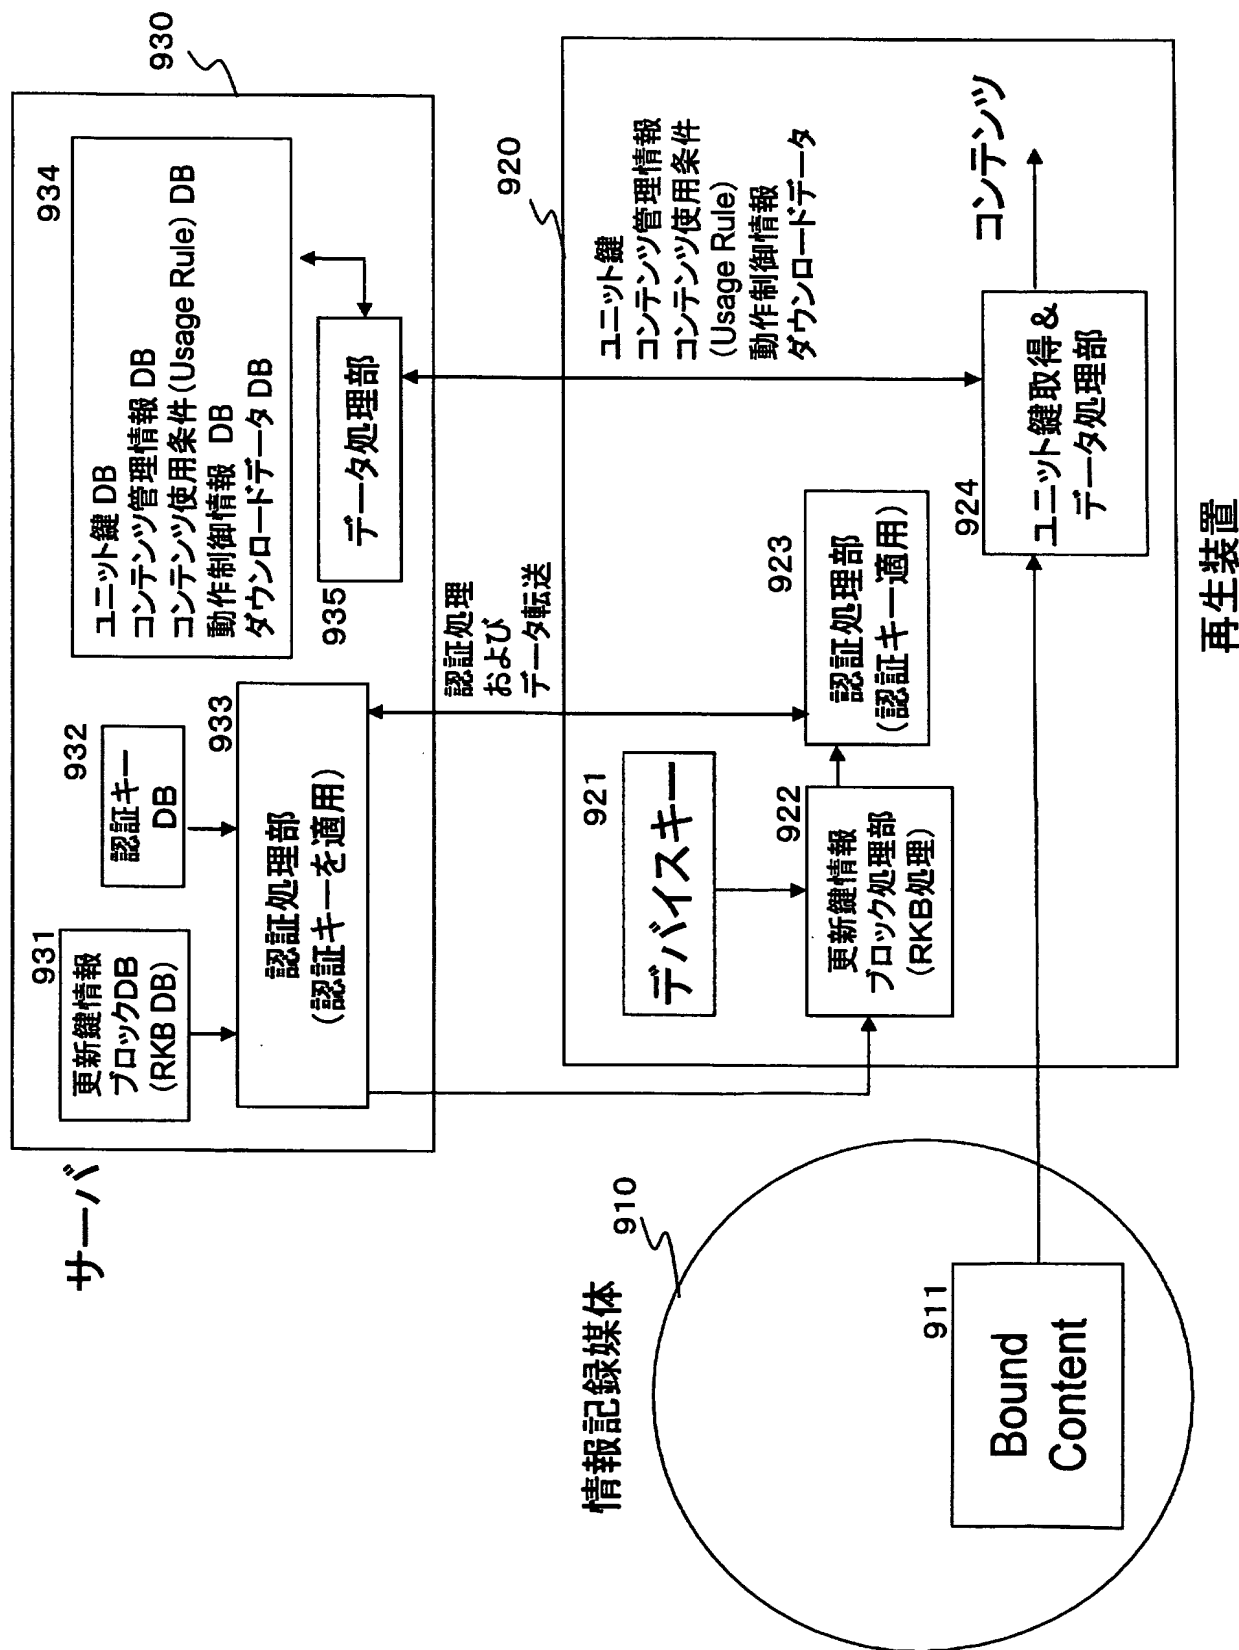 サーバ
930
931
更新鍵情報
ブロックDB
(RKB DB)
932
認証キー
DB
933
認証処理部
(認証キーを適用)
934
ユニット鍵 DB
コンテンツ管理情報 DB
コンテンツ使用条件(Usage Rule) DB
動作制御情報 DB
ダウンロードデータ DB
935
データ処理部
認証処理
および
データ転送
920
ユニット鍵
コンテンツ管理情報
コンテンツ使用条件
(Usage Rule)
動作制御情報
ダウンロードデータ
921
デバイスキー
922
更新鍵情報
ブロック処理部
(RKB処理)
923
認証処理部
(認証キー適用)
924
ユニット鍵取得&
データ処理部
コンテンツ
再生装置
情報記録媒体
910
911
Bound
Content